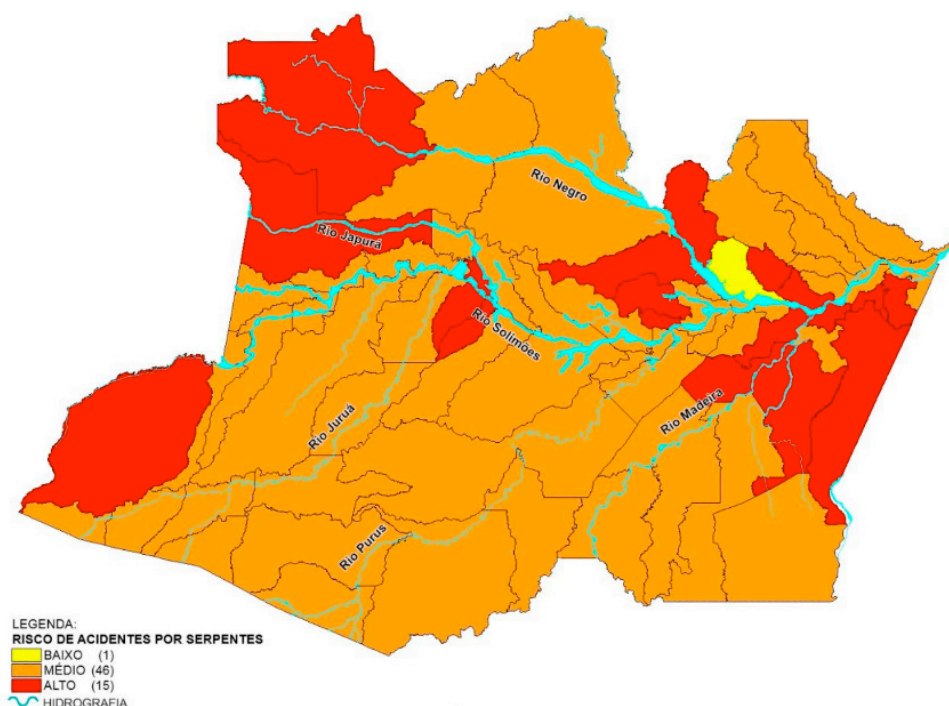 Rio Negro
Rio Japurá
Rio Solimões
Rio Juruá
Rio Madeira
Rio Purus
LEGENDA:
RISCO DE ACIDENTES POR SERPENTES
BAIXO (1)
MÉDIO (46)
ALTO (15)
HIDROGRAFIA